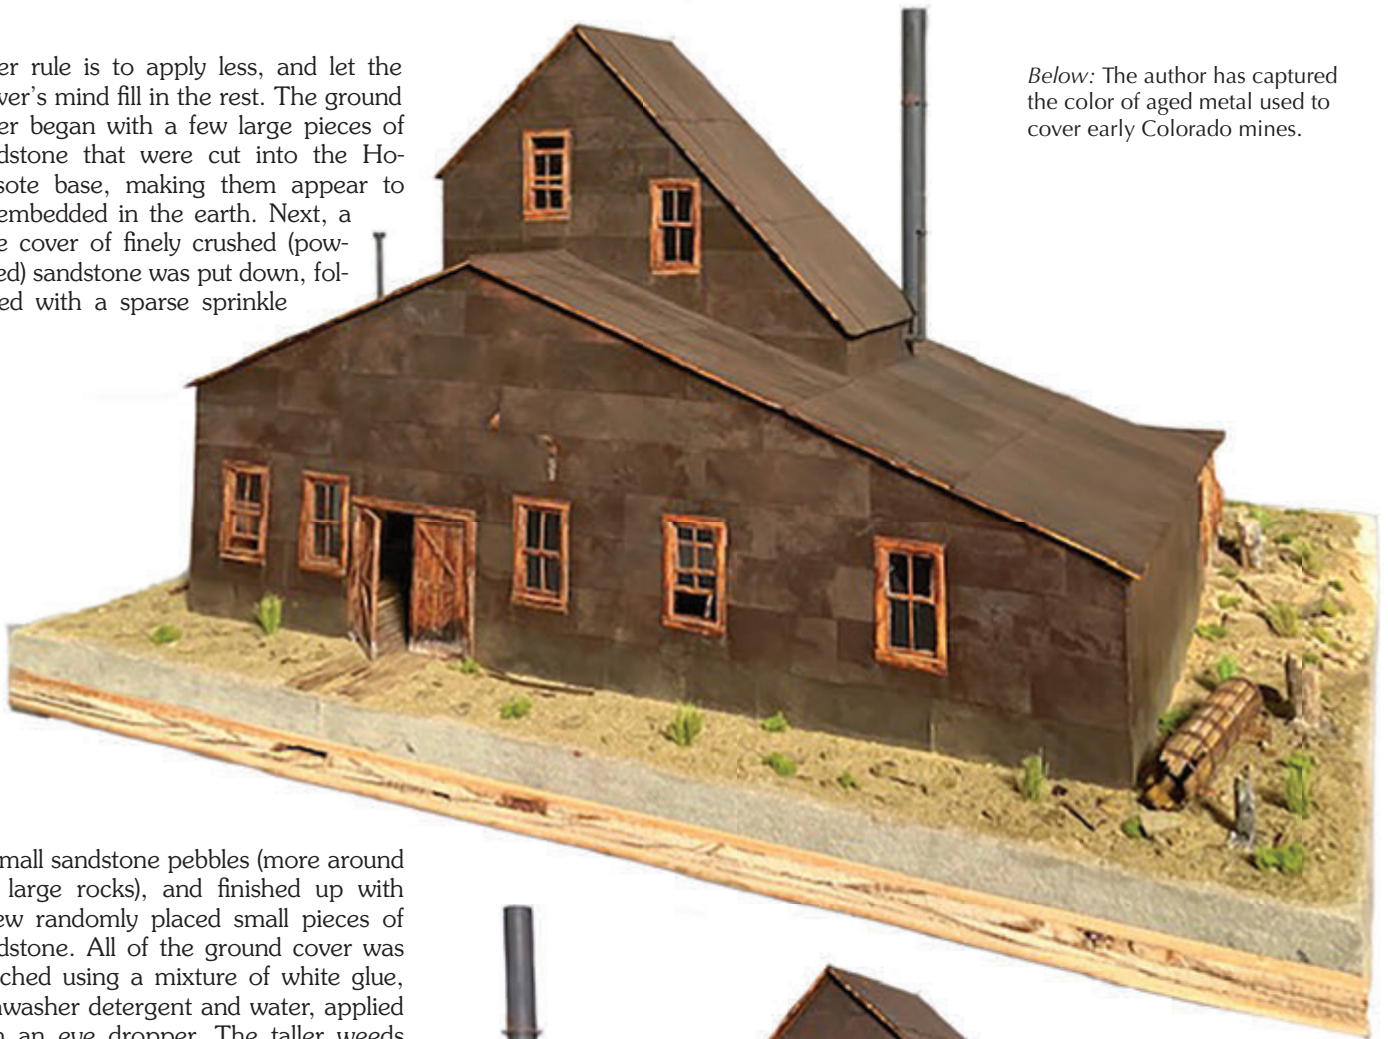 er rule is to apply less, and let the
er's mind fill in the rest. The ground
er began with a few large pieces of
dstone that were cut into the Ho-
sote base, making them appear to
embedded in the earth. Next, a
e cover of finely crushed (pow-
ed) sandstone was put down, fol-
ed with a sparse sprinkle
Below: The author has captured
the color of aged metal used to
cover early Colorado mines.
mall sandstone pebbles (more around
large rocks), and finished up with
ew randomly placed small pieces of
dstone. All of the ground cover was
ched using a mixture of white glue,
hwasher detergent and water, applied
an eye dropper. The taller weeds